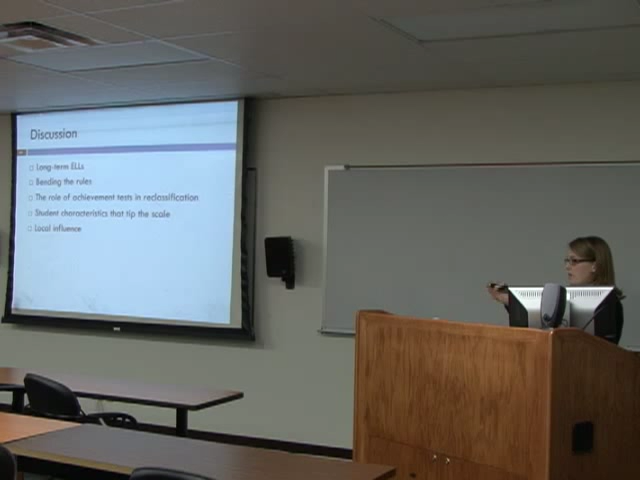 Discussion
Long-term ELLs
Bending the rules
The role of achievement tests in reclassification
Student characteristics that tip the scale
Local influence